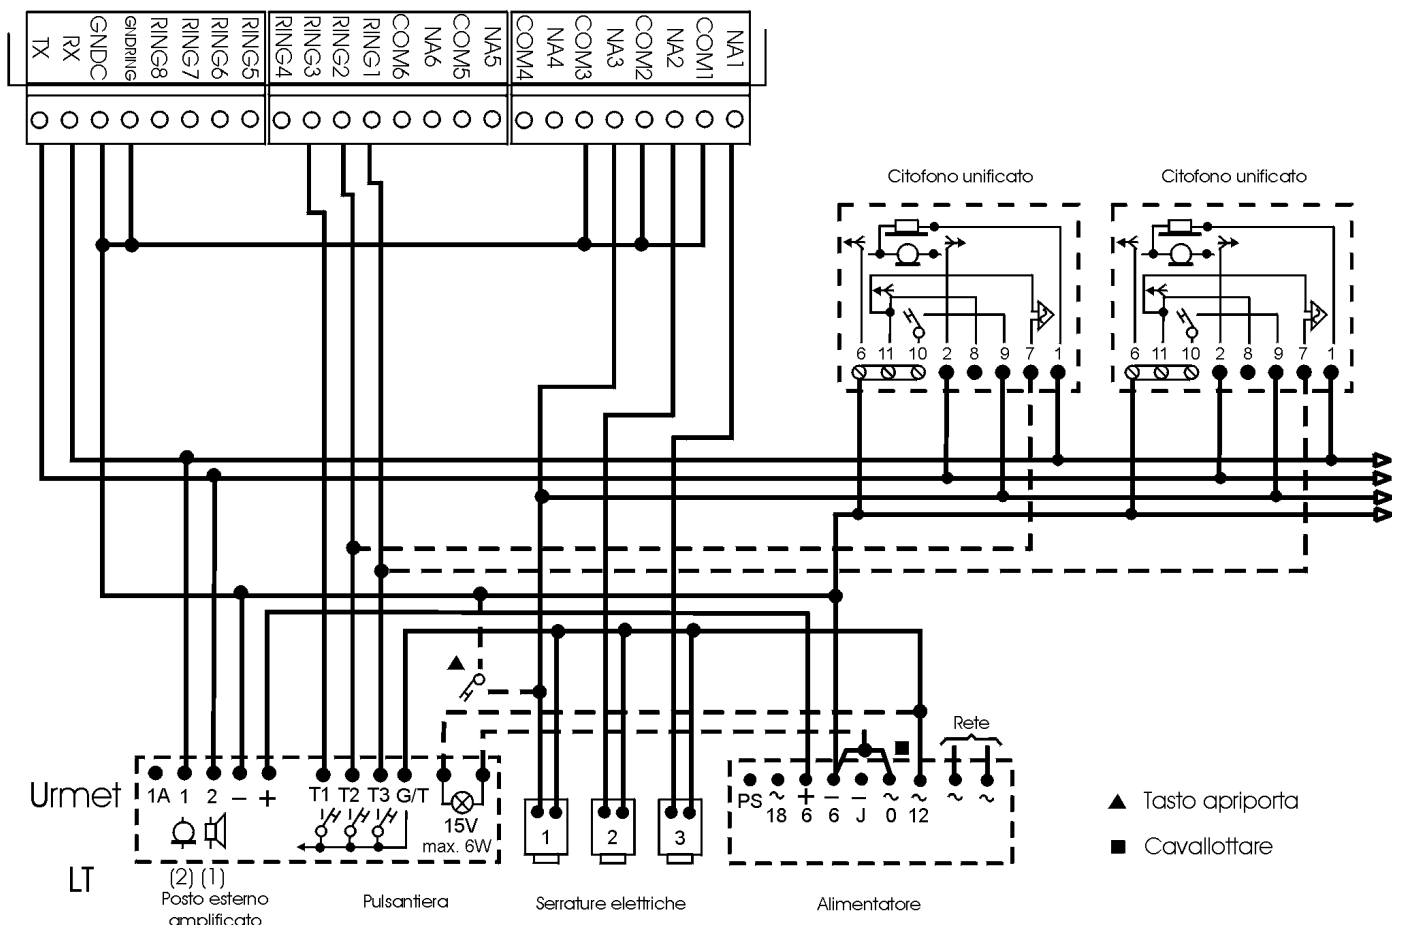 TX RX GNDC GNDRING RING8 RING7 RING6 RING5 RING4 RING3 RING2 RING1 COM6 NA6 COM5 NA5 COM4 NA4 COM3 NA3 COM2 NA2 COM1 NA1
Citofono unificato Citofono unificato
6 11 10 2 8 9 7 1 6 11 10 2 8 9 7 1
Rete
Urmet 1A 1 2 – + T1 T2 T3 G/T
15V
max. 6W
1 2 3
PS ~ + – – ~ ~ ~ ~
18 6 6 J 0 12
▲ Tasto apriporta
■ Cavallottare
LT
(2) (1)
Posto esterno
amplificato
Pulsantiera
Serrature elettriche
Alimentatore